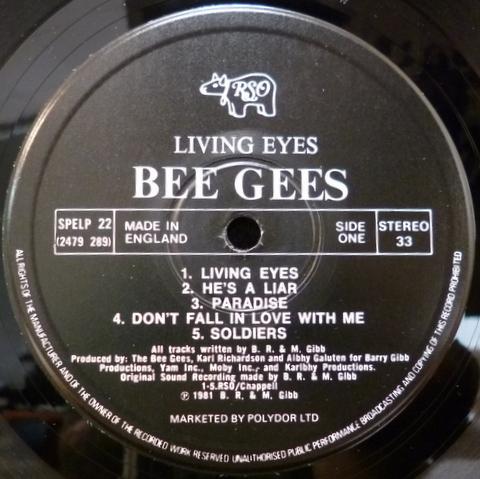 RSO
LIVING EYES
BEE GEES
SPELP 22
(2479 289)
MADE IN
ENGLAND
SIDE
ONE
STEREO
33
1. LIVING EYES
2. HE'S A LIAR
3. PARADISE
4. DON'T FALL IN LOVE WITH ME
5. SOLDIERS
All tracks written by B. R. & M. Gibb
Produced by: The Bee Gees, Karl Richardson and Albhy Galuten for Barry Gibb
Productions, Yam Inc., Moby Inc., and Karlbhy Productions.
Original Sound Recording made by B. R. & M. Gibb
1-5.RSO/Chappell
℗ 1981 B. R. & M. Gibb
MARKETED BY POLYDOR LTD
ALL RIGHTS OF THE MANUFACTURER AND OF THE OWNER OF THE RECORDED WORK RESERVED UNAUTHORISED PUBLIC PERFORMANCE BROADCASTING AND COPYING OF THIS RECORD PROHIBITED